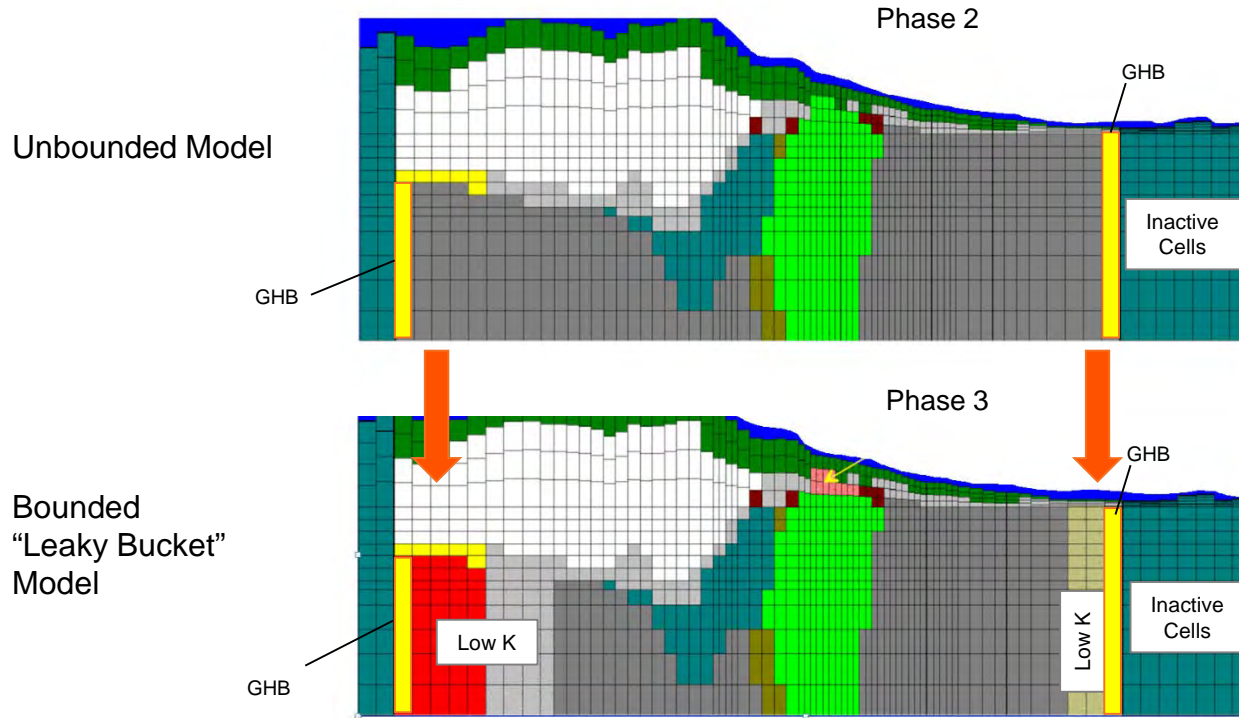 Phase 2
GHB
Unbounded Model
Inactive
Cells
GHB
Phase 3
GHB
Bounded
“Leaky Bucket”
Model
Low K
Low K
Inactive
Cells
GHB